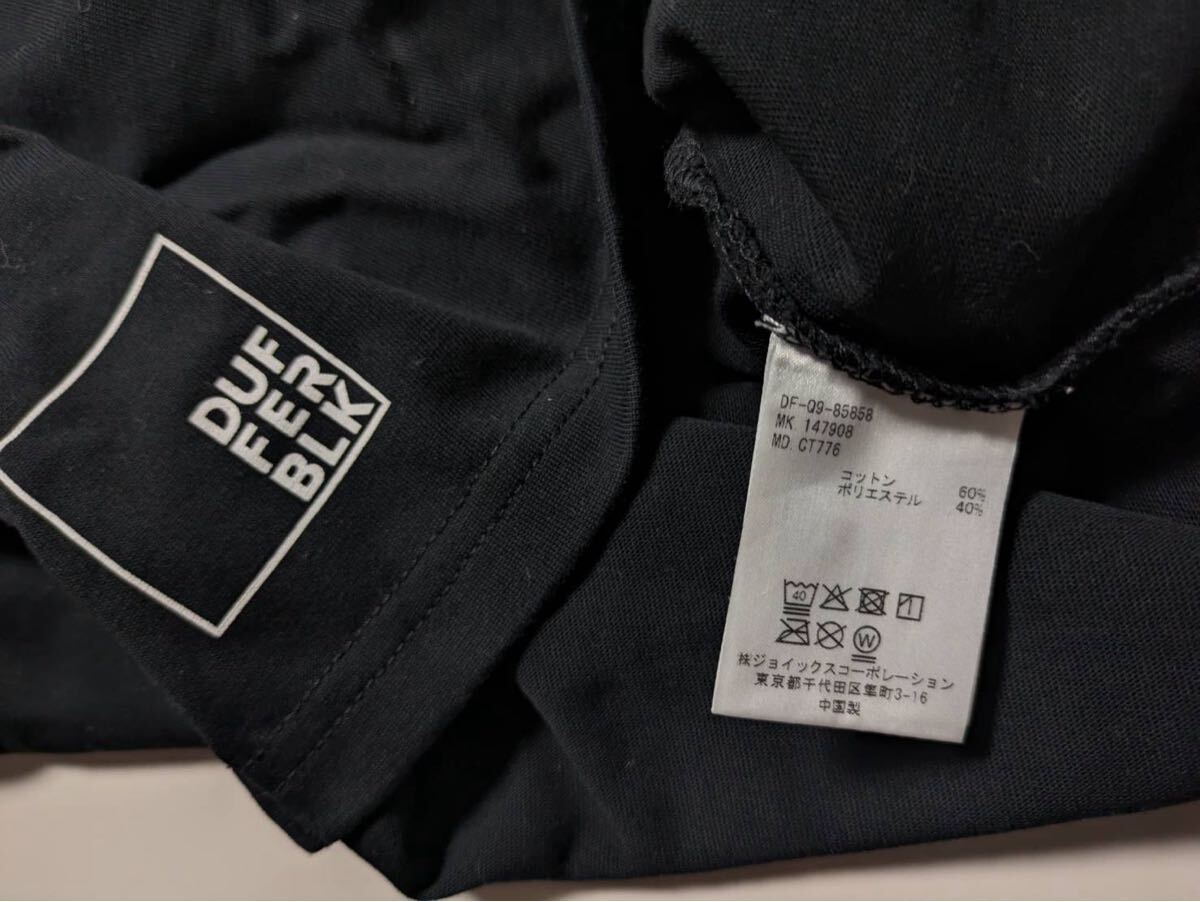 DUF
FER
BLK
DF-Q9-85858
MK. 147908
MD. CT776
コットン 60%
ポリエステル 40%
40
W
㈱ジョイックスコーポレーション
東京都千代田区隼町3-16
中国製